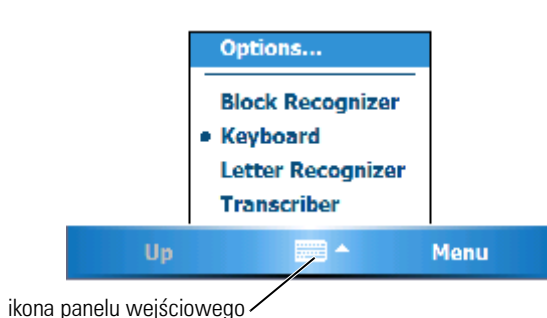 Options...
Block Recognizer
Keyboard
Letter Recognizer
Transcriber
Up Menu
ikona panelu wejściowego